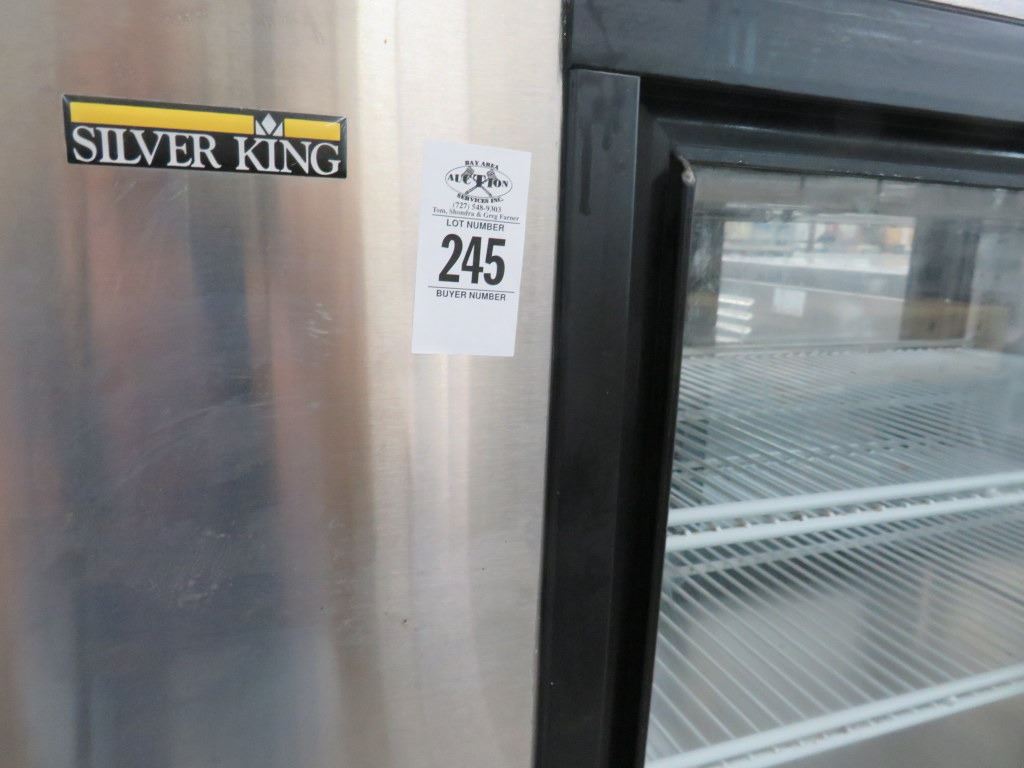 SILVER KING
BAY AREA
AUCTION
SERVICES INC.
(727) 548-9303
Tom, Shondra & Greg Farner
LOT NUMBER
245
BUYER NUMBER